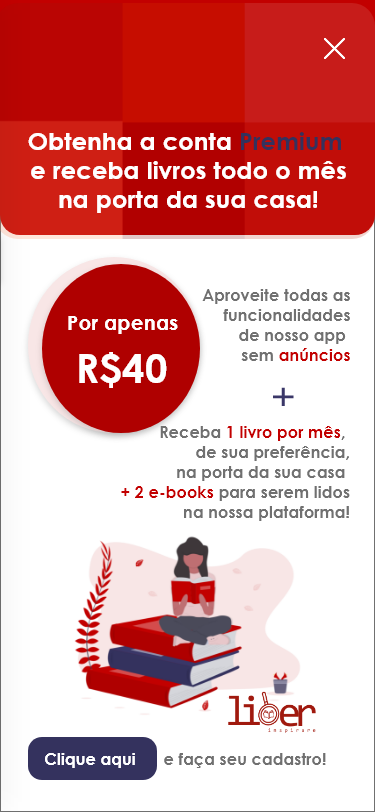 Obtenha a conta Premium
e receba livros todo o mês
na porta da sua casa!
Por apenas
R$40
Aproveite todas as
funcionalidades
de nosso app
sem anúncios
+
Receba 1 livro por mês,
de sua preferência,
na porta da sua casa
+ 2 e-books para serem lidos
na nossa plataforma!
liber
inspirare
Clique aqui e faça seu cadastro!